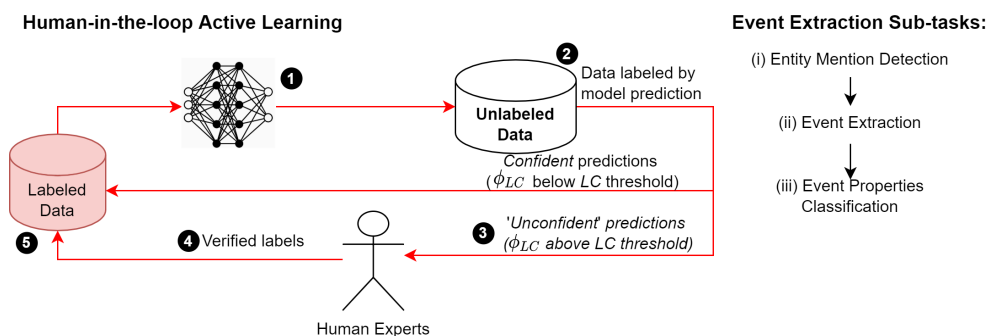 Human-in-the-loop Active Learning
Event Extraction Sub-tasks:
1
2
Data labeled by
model prediction
Unlabeled
Data
Confident predictions
(ϕLC below LC threshold)
Labeled
Data
5
4 Verified labels
3
'Unconfident' predictions
(ϕLC above LC threshold)
Human Experts
(i) Entity Mention Detection
(ii) Event Extraction
(iii) Event Properties
Classification